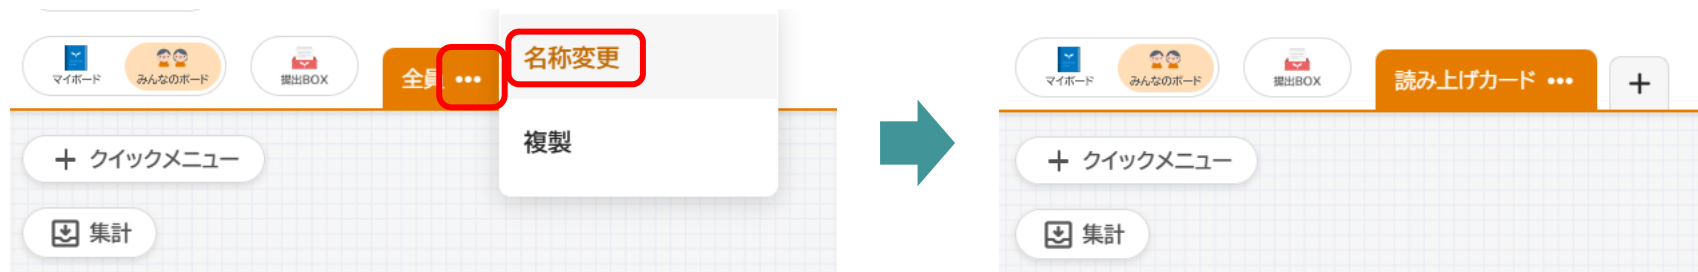 名称変更
マイボード
みんなのボード
提出BOX
全員 •••
複製
+ クイックメニュー
集計
マイボード
みんなのボード
提出BOX
読み上げカード •••
+
+ クイックメニュー
集計